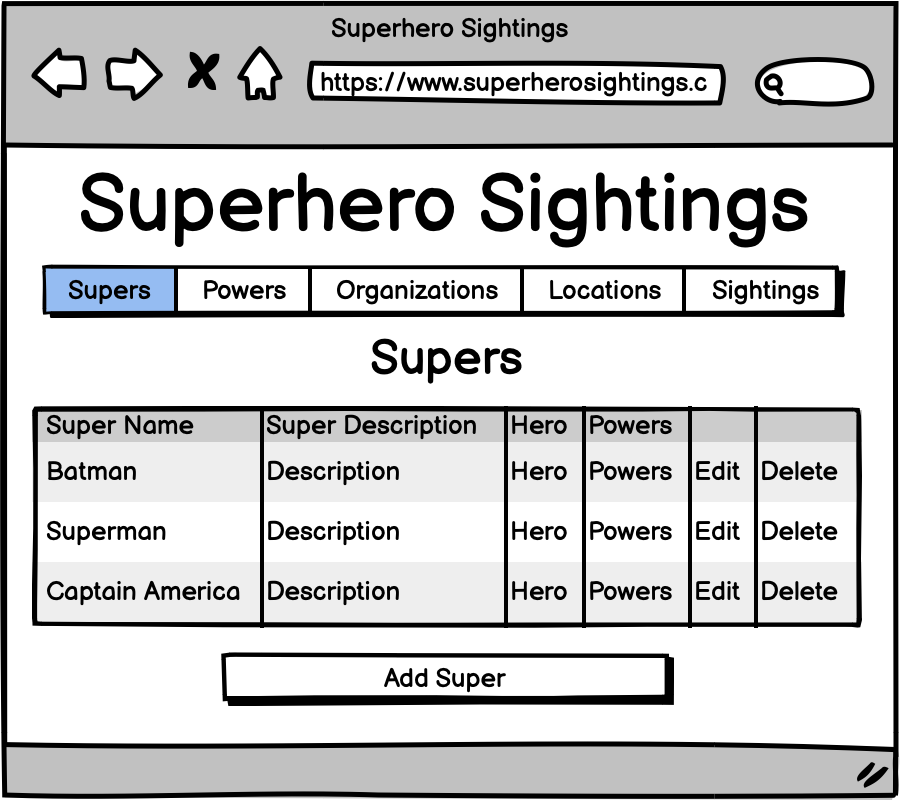 Superhero Sightings
https://www.superherosightings.c
Superhero Sightings
Supers Powers Organizations Locations Sightings
Supers
Super Name Super Description Hero Powers
Batman Description Hero Powers Edit Delete
Superman Description Hero Powers Edit Delete
Captain America Description Hero Powers Edit Delete
Add Super